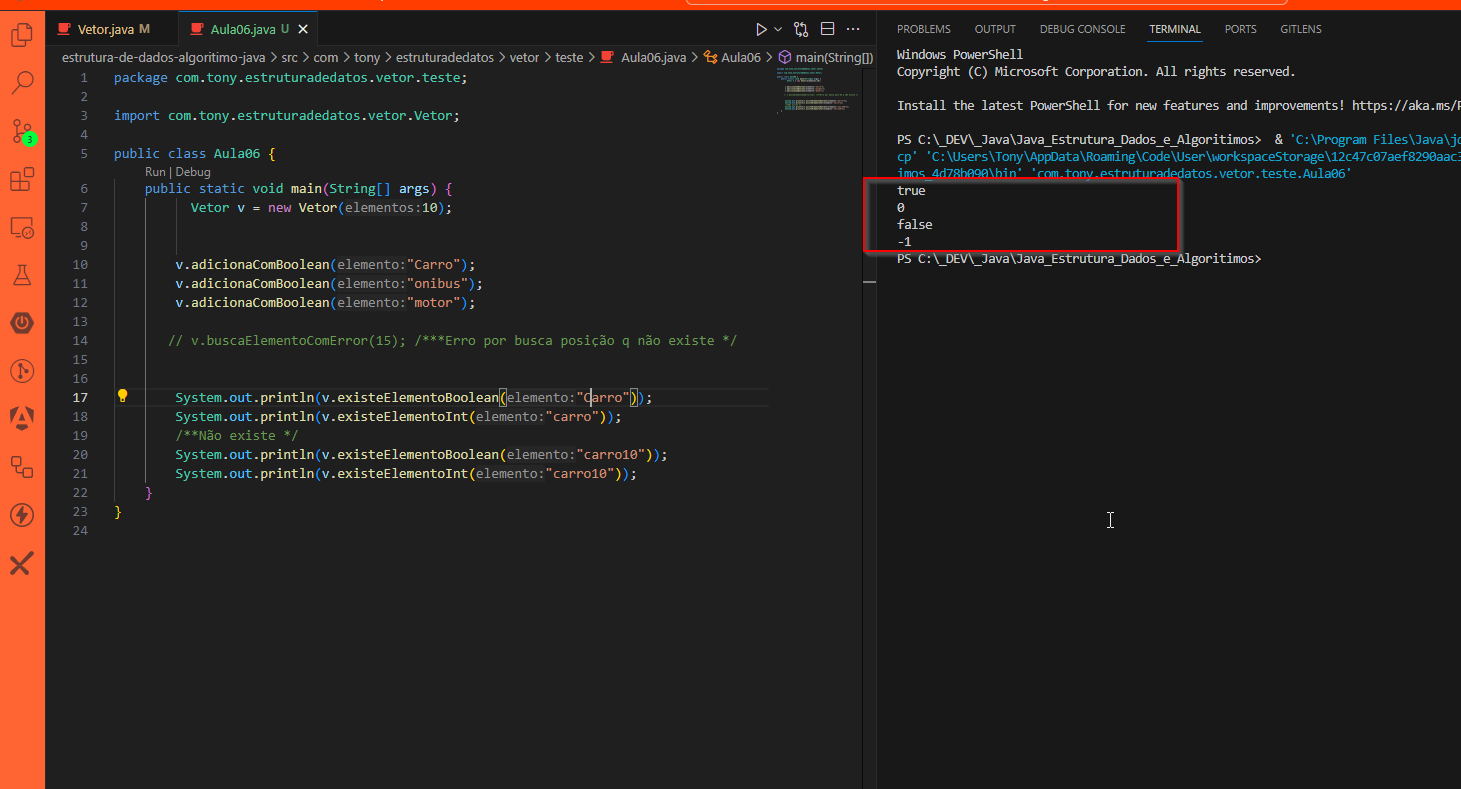 Vetor.java M
Aula06.java U
estrutura-de-dados-algoritimo-java > src > com > tony > estruturadedatos > vetor > teste > Aula06.java > Aula06 > main(String[])
1 package com.tony.estruturadedatos.vetor.teste;
2
3 import com.tony.estruturadedatos.vetor.Vetor;
4
5 public class Aula06 {
Run | Debug
6 public static void main(String[] args) {
7 Vetor v = new Vetor(elementos:10);
8
9
10 v.adicionaComBoolean(elemento:"Carro");
11 v.adicionaComBoolean(elemento:"onibus");
12 v.adicionaComBoolean(elemento:"motor");
13
14 // v.buscaElementoComError(15); /***Erro por busca posição q não existe */
15
16
17 System.out.println(v.existeElementoBoolean(elemento:"Carro"));
18 System.out.println(v.existeElementoInt(elemento:"carro"));
19 /**Não existe */
20 System.out.println(v.existeElementoBoolean(elemento:"carro10"));
21 System.out.println(v.existeElementoInt(elemento:"carro10"));
22 }
23 }
24
3
PROBLEMS OUTPUT DEBUG CONSOLE TERMINAL PORTS GITLENS
Windows PowerShell
Copyright (C) Microsoft Corporation. All rights reserved.
Install the latest PowerShell for new features and improvements! https://aka.ms/P
PS C:\_DEV\_Java\Java_Estrutura_Dados_e_Algoritimos> & 'C:\Program Files\Java\jd
cp' 'C:\Users\Tony\AppData\Roaming\Code\User\workspaceStorage\12c47c07aef8290aac3
imos_4d78b090\bin' 'com.tony.estruturadedatos.vetor.teste.Aula06'
true
0
false
-1
PS C:\_DEV\_Java\Java_Estrutura_Dados_e_Algoritimos>